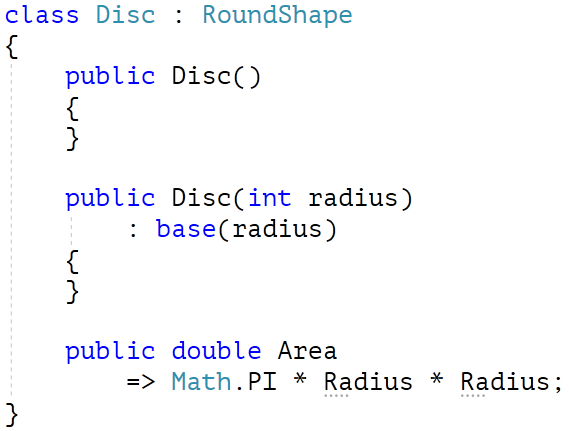 class Disc : RoundShape
{
    public Disc()
    {
    }

    public Disc(int radius)
        : base(radius)
    {
    }

    public double Area
        => Math.PI * Radius * Radius;
}